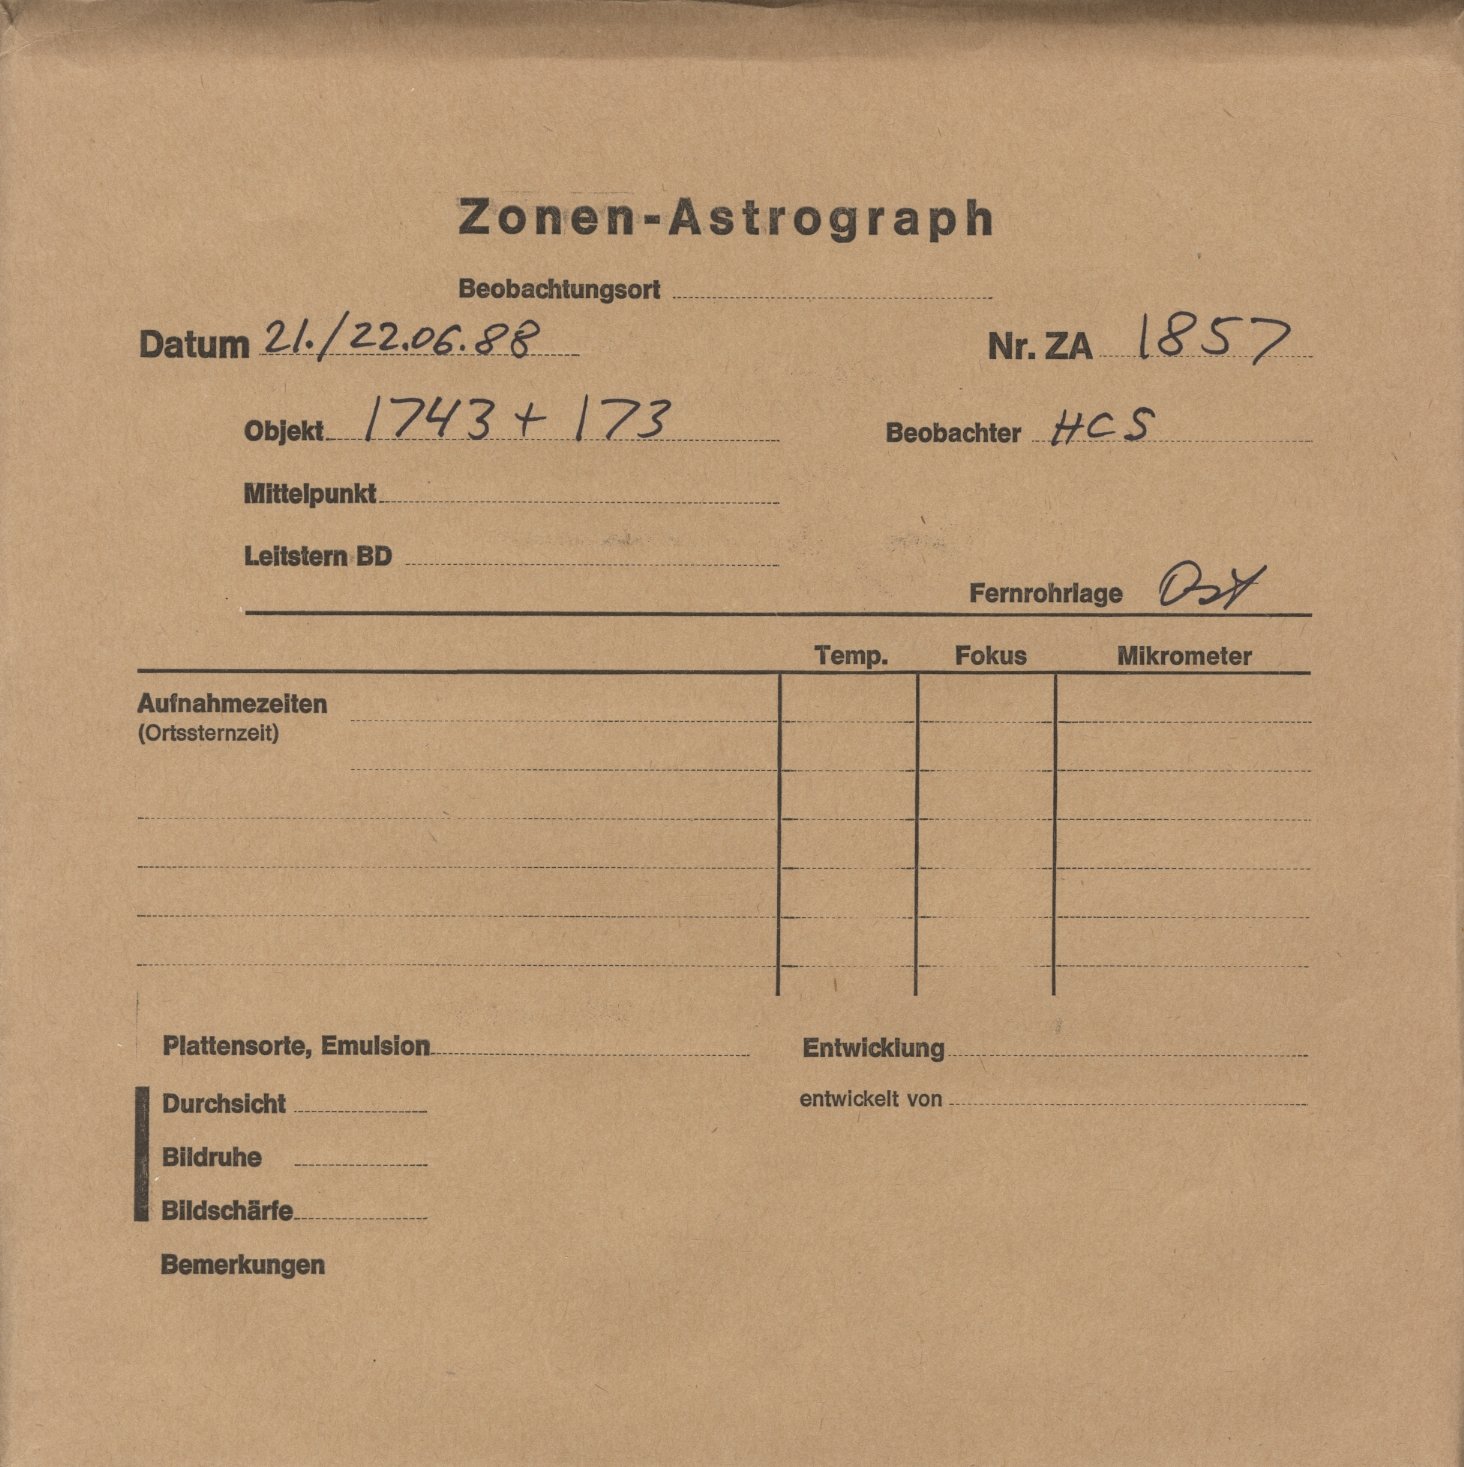 Zonen-Astrograph
Beobachtungsort
Datum 21./22.06.88 Nr. ZA 1857
Objekt 1743+173 Beobachter HCS
Mittelpunkt
Leitstern BD
Fernrohrlage Ost
Temp. Fokus Mikrometer
Aufnahmezeiten
(Ortssternzeit)
Plattensorte, Emulsion Entwicklung
Durchsicht entwickelt von
Bildruhe
Bildschärfe
Bemerkungen